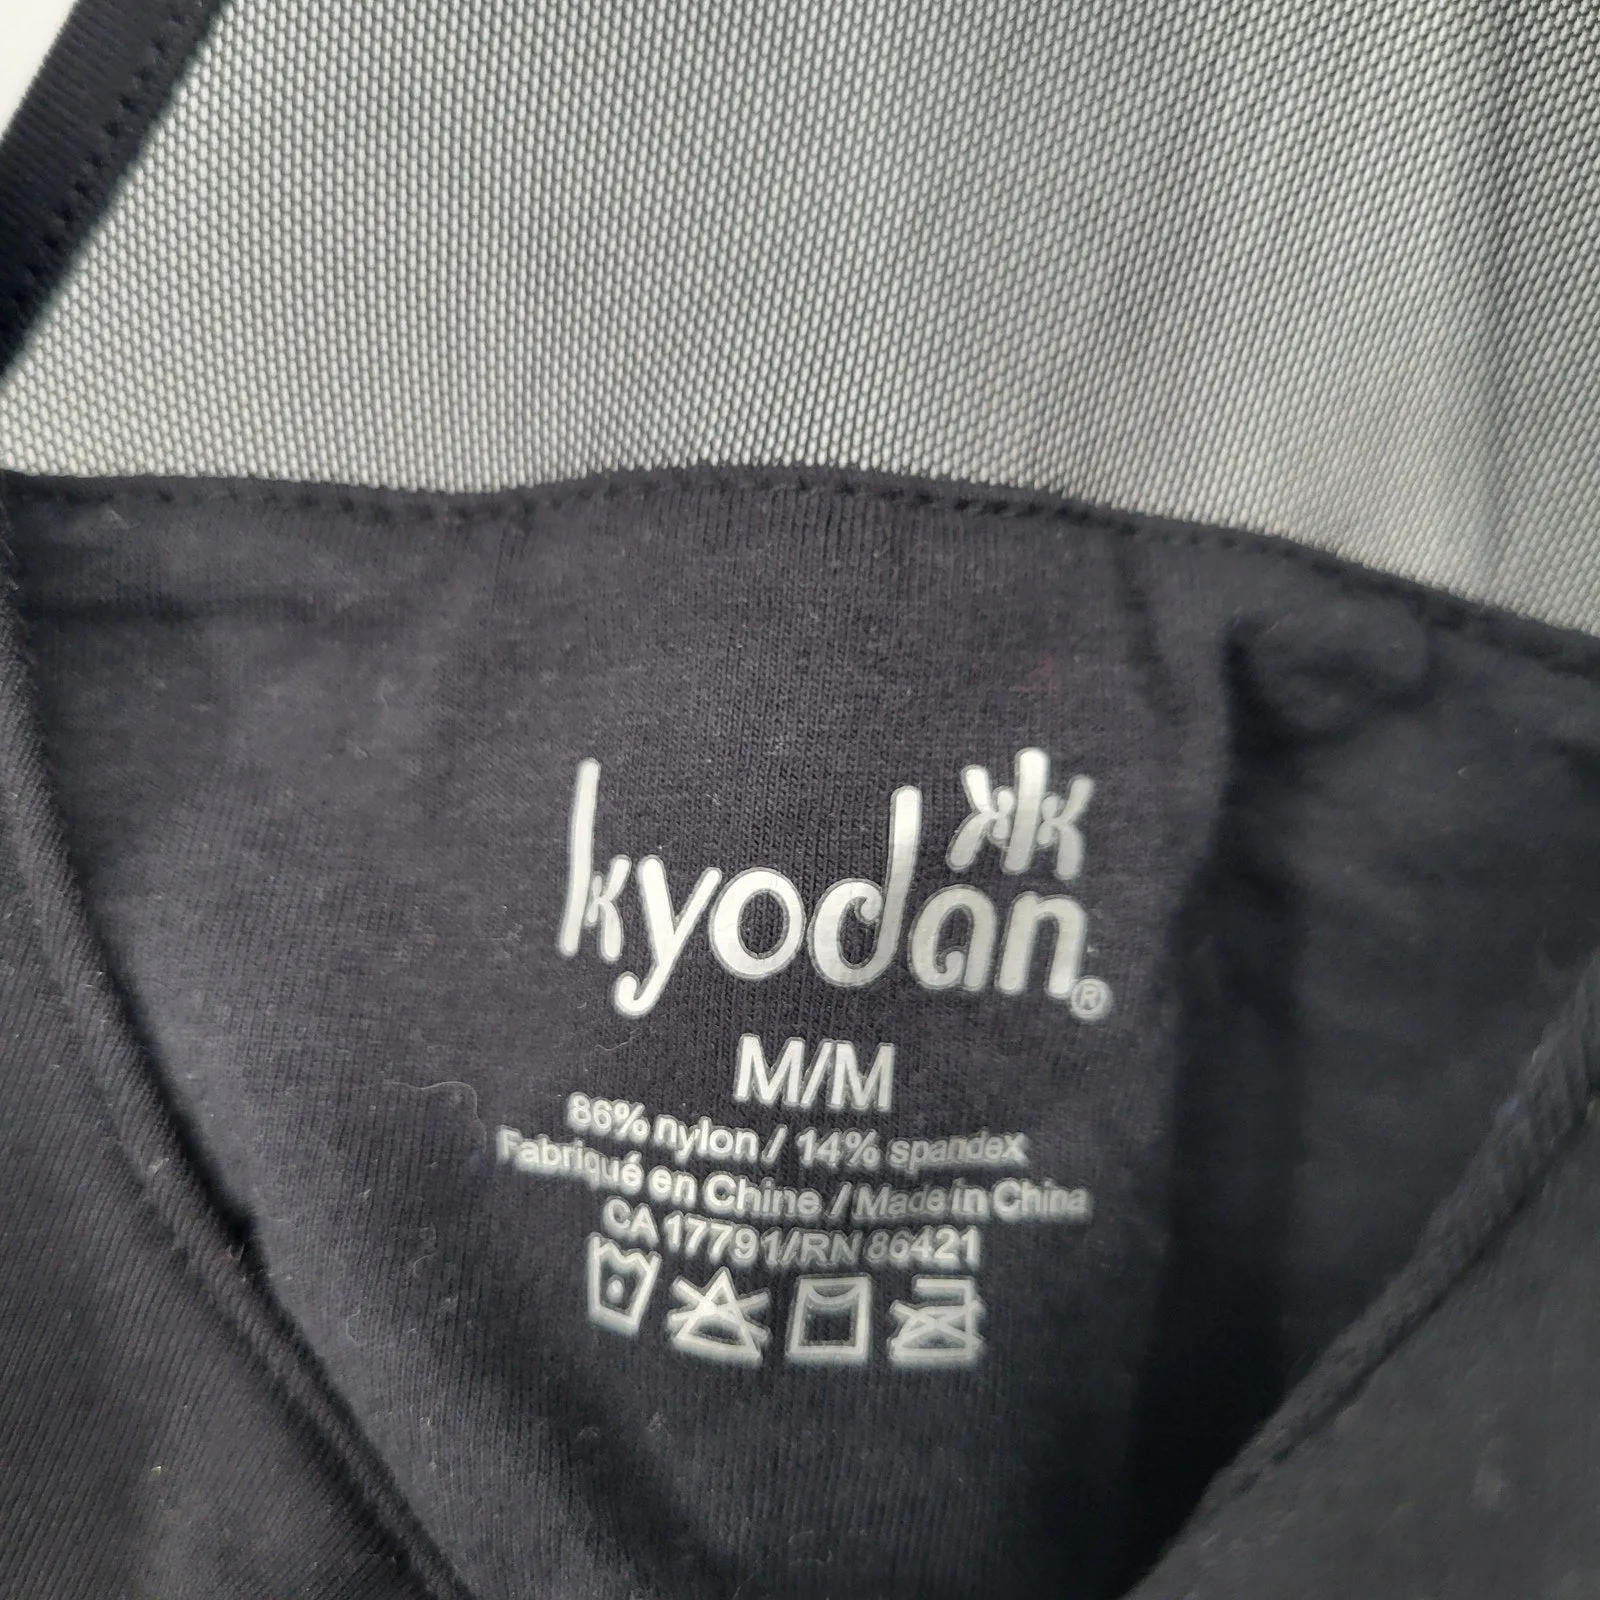 kyodan®
M/M
86% nylon / 14% spandex
Fabriqué en Chine / Made in China
CA 17791/RN 86421